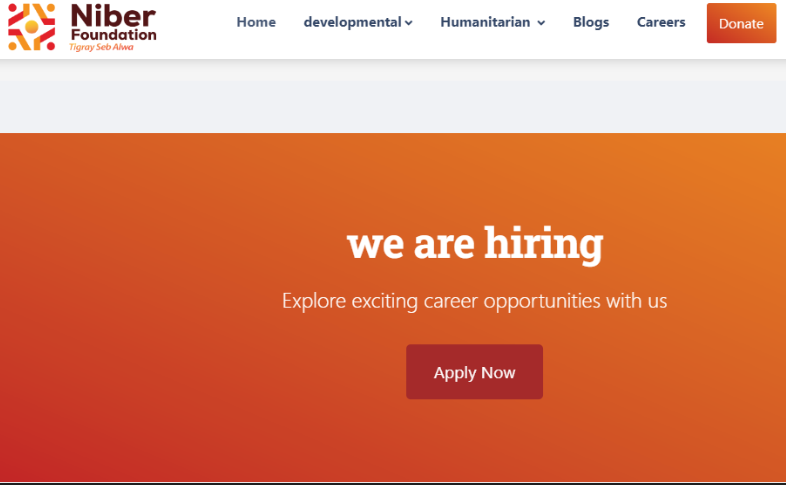 Niber
Foundation
Tigray Seb Alwa
Home developmental Humanitarian Blogs Careers Donate
we are hiring
Explore exciting career opportunities with us
Apply Now